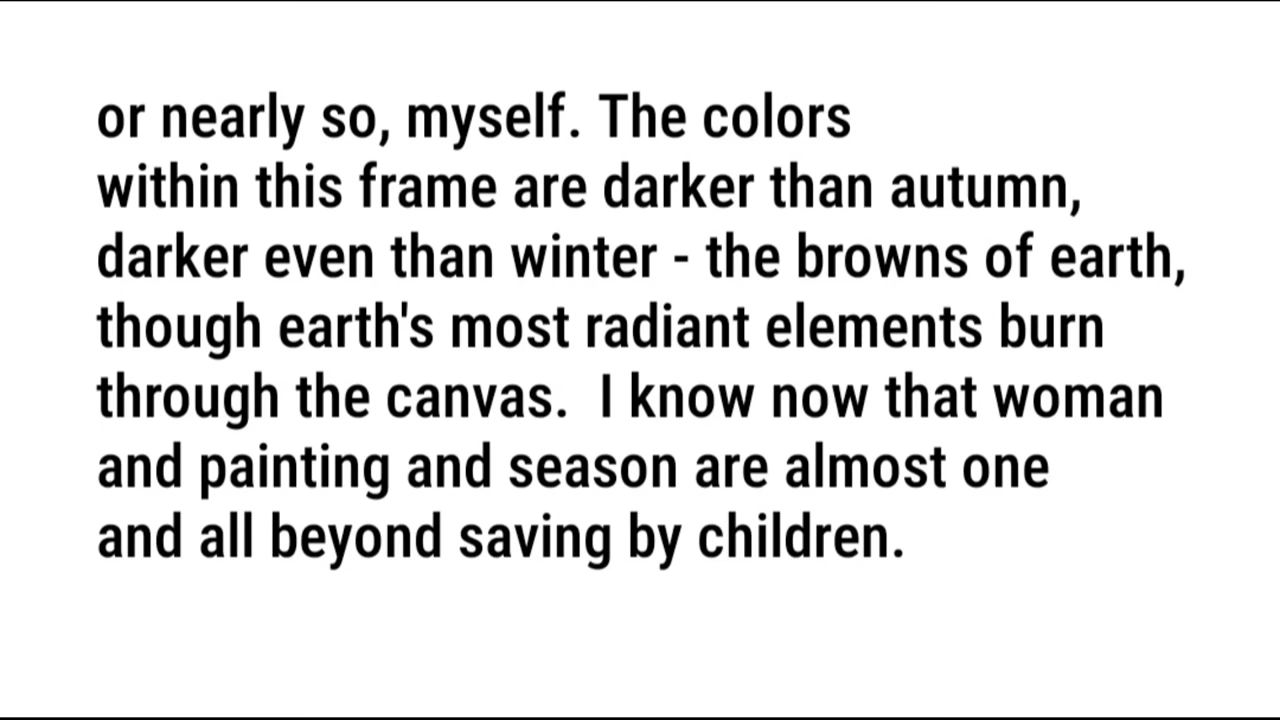 or nearly so, myself. The colors
within this frame are darker than autumn,
darker even than winter - the browns of earth,
though earth's most radiant elements burn
through the canvas.  I know now that woman
and painting and season are almost one
and all beyond saving by children.